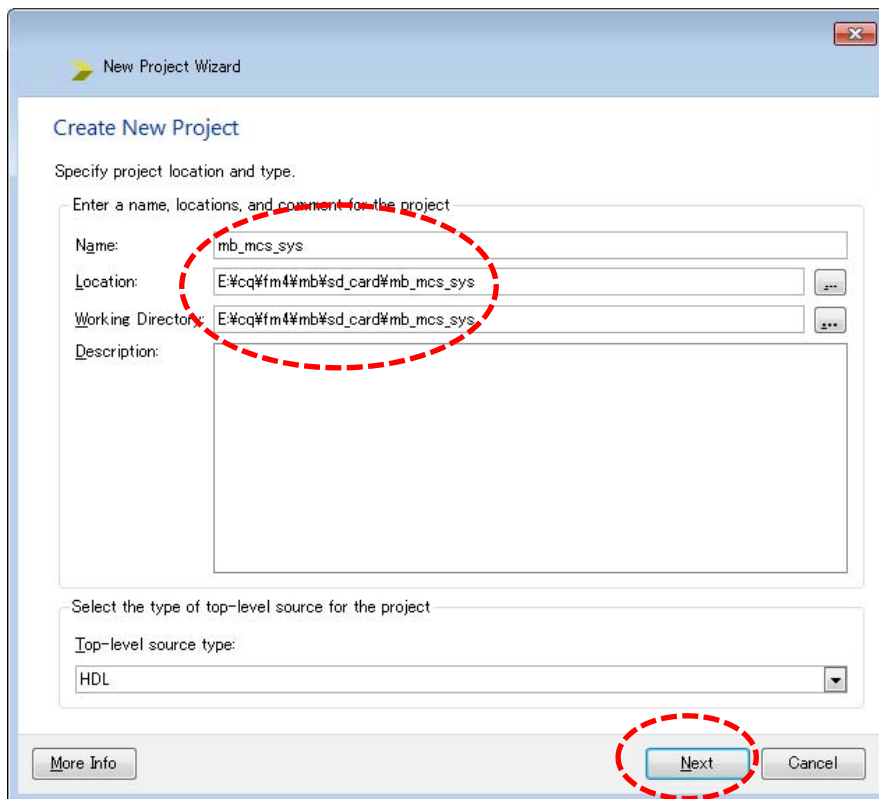 New Project Wizard
Create New Project
Specify project location and type.
Enter a name, locations, and comment for the project
Name: mb_mcs_sys
Location: E:¥cq¥fm4¥mb¥sd_card¥mb_mcs_sys ...
Working Directory: E:¥cq¥fm4¥mb¥sd_card¥mb_mcs_sys ...
Description:
Select the type of top-level source for the project
Top-level source type:
HDL
More Info Next Cancel